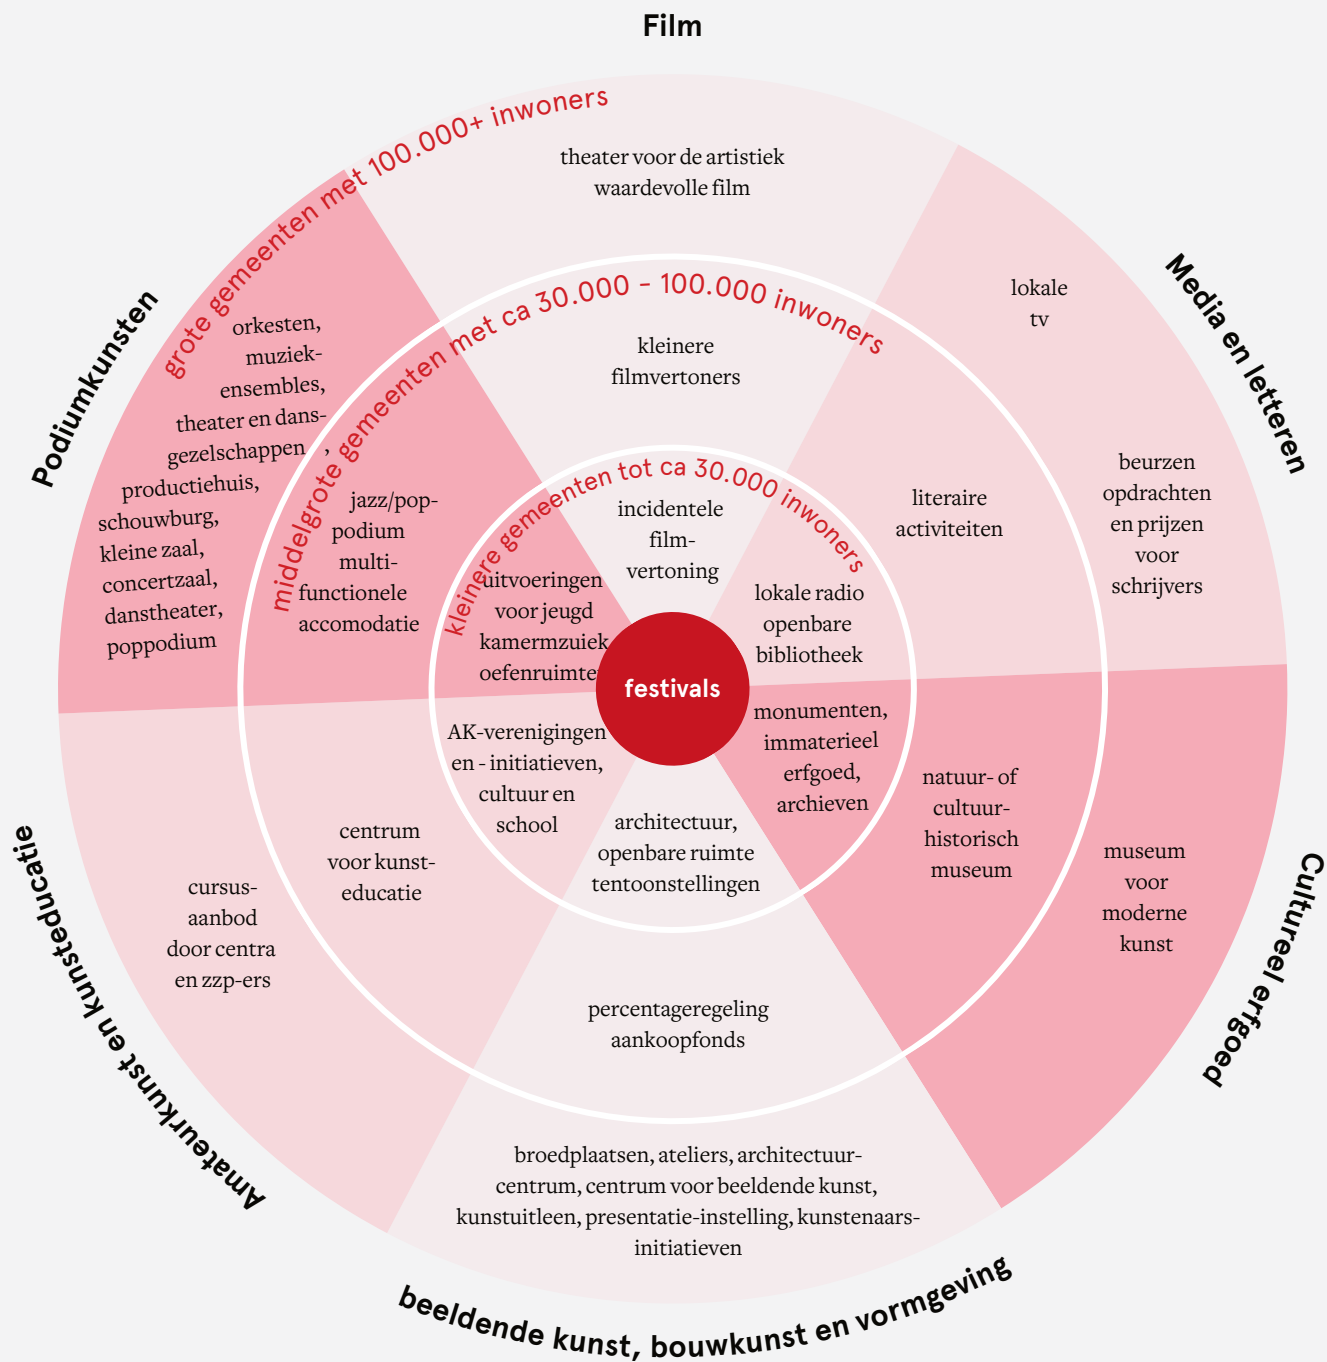 Film
grote gemeenten met 100.000+ inwoners
theater voor de artistiek
waardevolle film
middelgrote gemeenten met ca 30.000 - 100.000 inwoners
kleinere
filmvertoners
kleinere gemeenten tot ca 30.000 inwoners
incidentele
film-
vertoning
Media en letteren
lokale
tv
beurzen
opdrachten
en prijzen
voor
schrijvers
literaire
activiteiten
lokale radio
openbare
bibliotheek
Cultureel erfgoed
monumenten,
immaterieel
erfgoed,
archieven
natuur- of
cultuur-
historisch
museum
museum
voor
moderne
kunst
beeldende kunst, bouwkunst en vormgeving
architectuur,
openbare ruimte
tentoonstellingen
percentageregeling
aankoopfonds
broedplaatsen, ateliers, architectuur-
centrum, centrum voor beeldende kunst,
kunstuitleen, presentatie-instelling, kunstenaars-
initiatieven
Amateurkunst en kunsteducatie
AK-verenigingen
en - initiatieven,
cultuur en
school
centrum
voor kunst-
educatie
cursus-
aanbod
door centra
en zzp-ers
Podiumkunsten
orkesten,
muziek-
ensembles,
theater en dans-
gezelschappen ,
productiehuis,
schouwburg,
kleine zaal,
concertzaal,
danstheater,
poppodium
jazz/pop-
podium
multi-
functionele
accomodatie
uitvoeringen
voor jeugd
kamermzuiek
oefenruimte
festivals